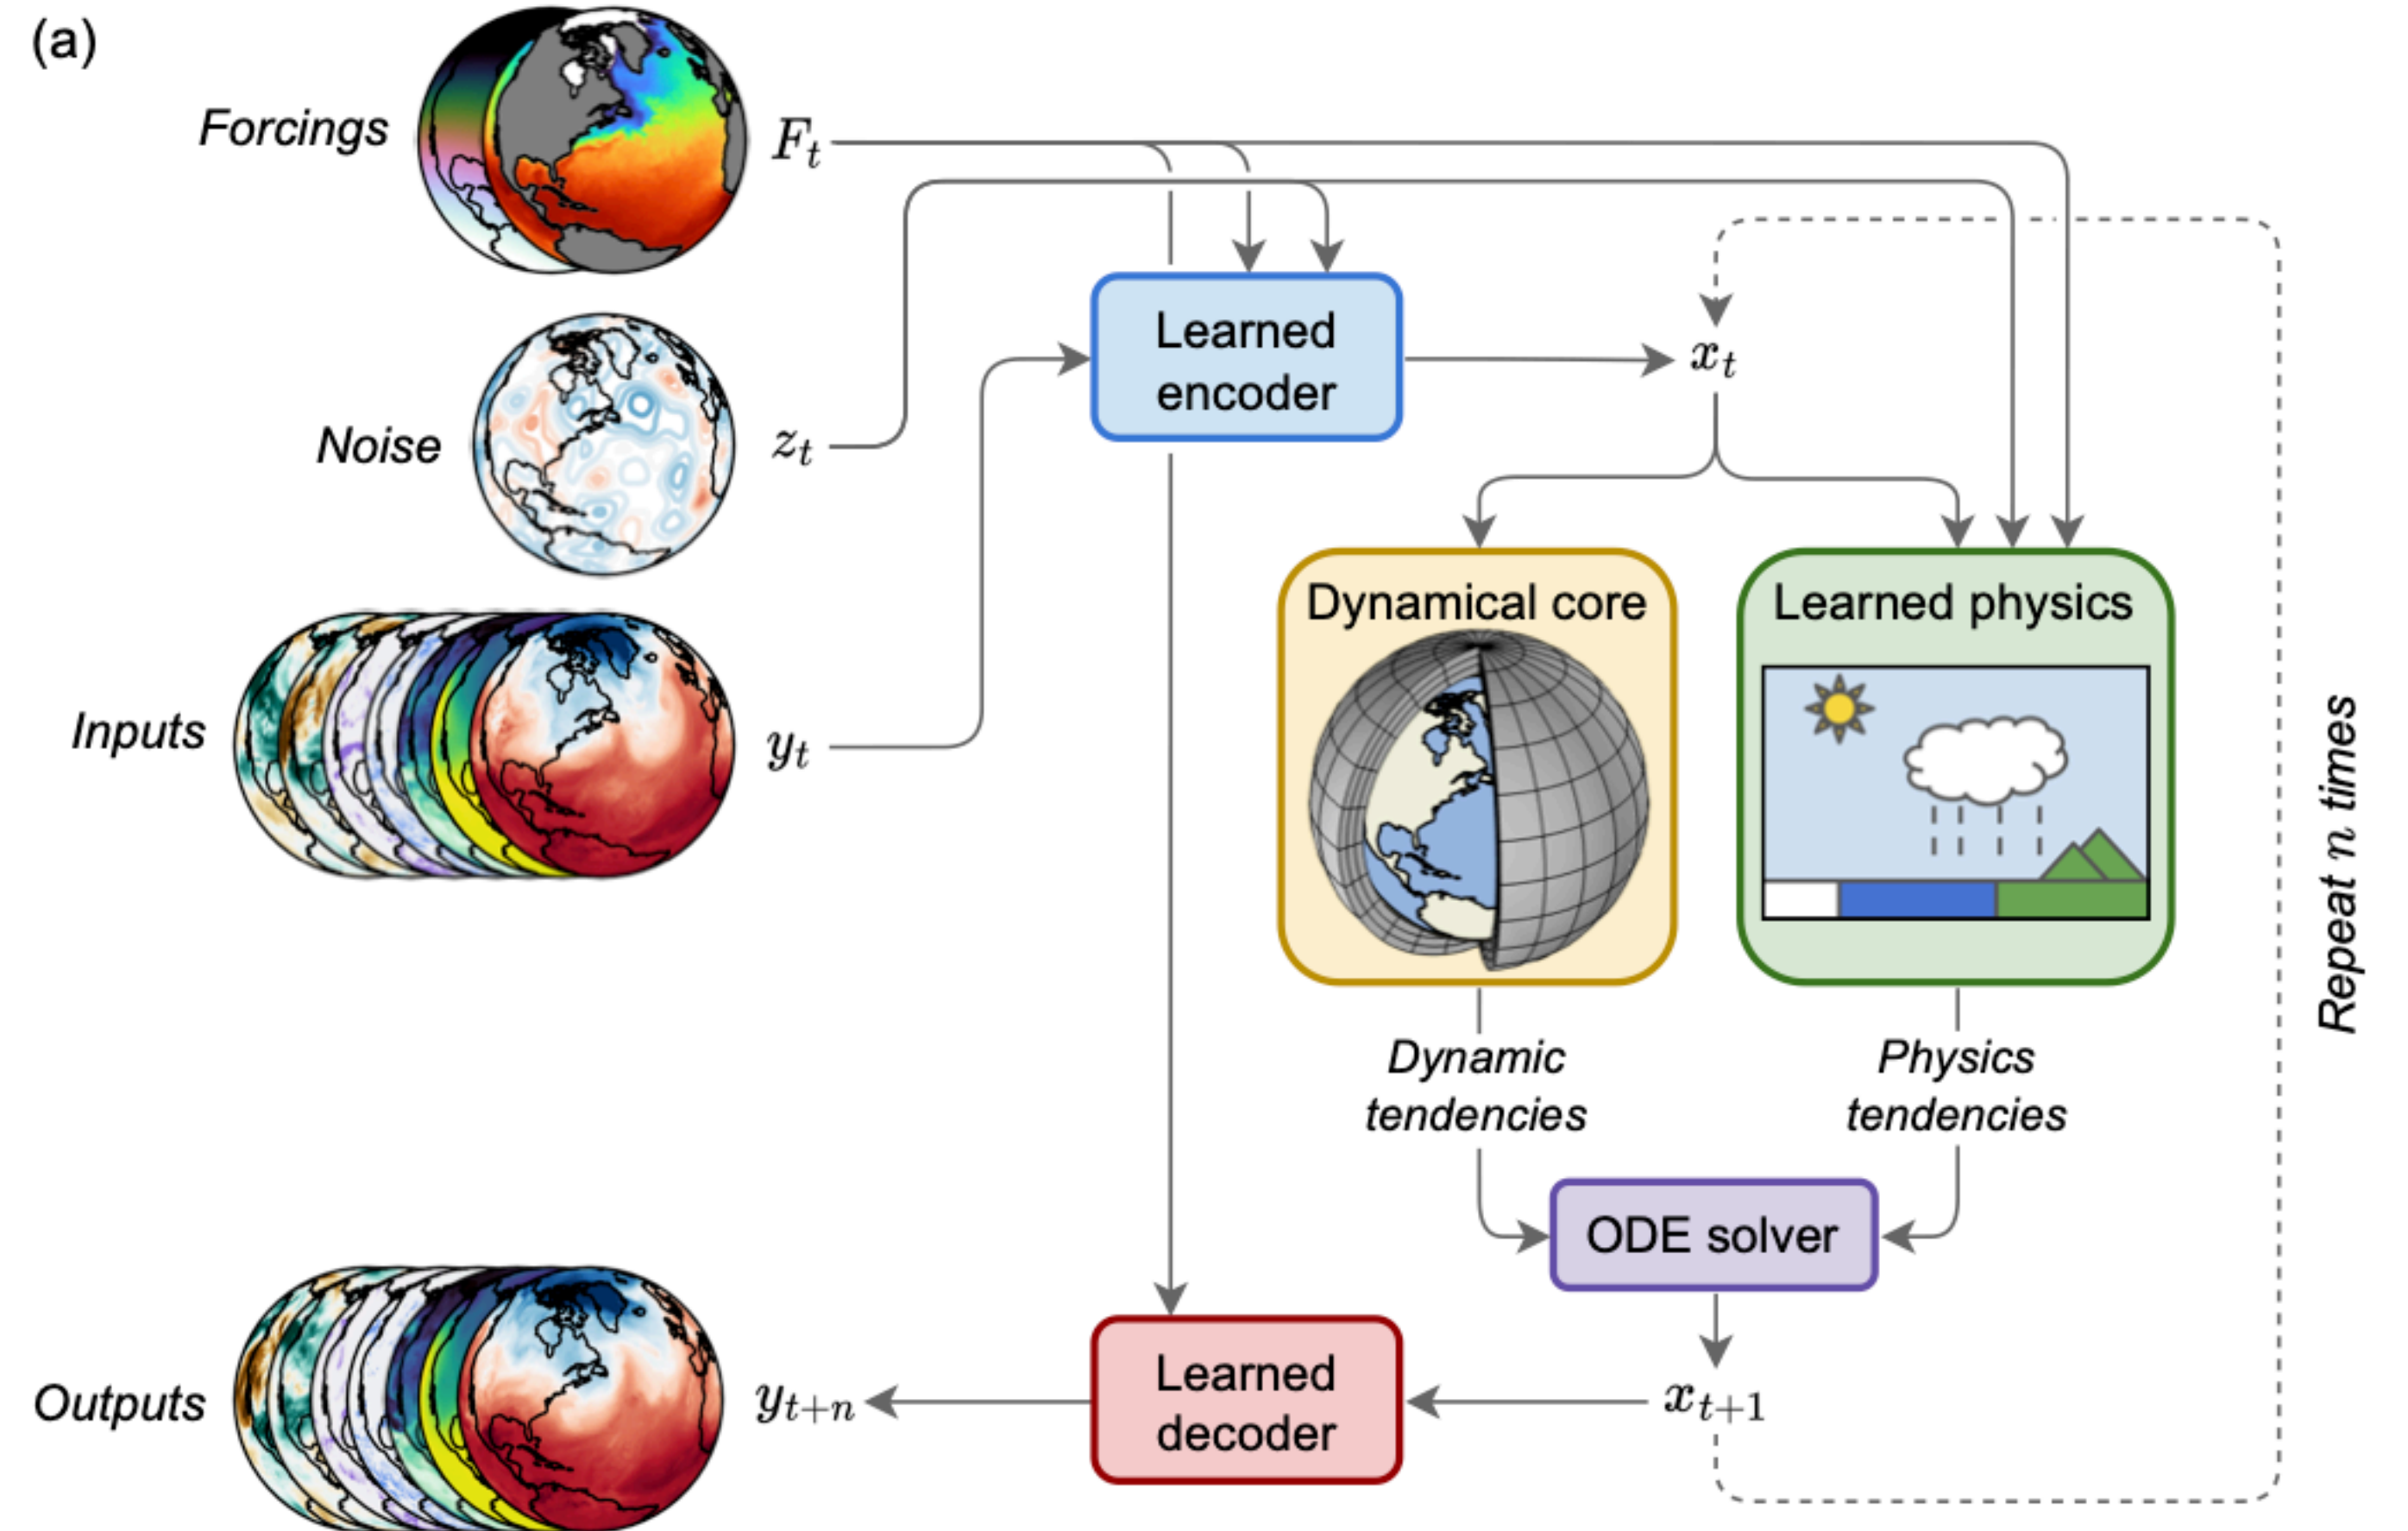 (a)
Forcings
F_t
Noise
z_t
Inputs
y_t
Learned
encoder
x_t
Dynamical core
Learned physics
Repeat n times
Dynamic
tendencies
Physics
tendencies
ODE solver
Outputs
y_{t+n}
Learned
decoder
x_{t+1}